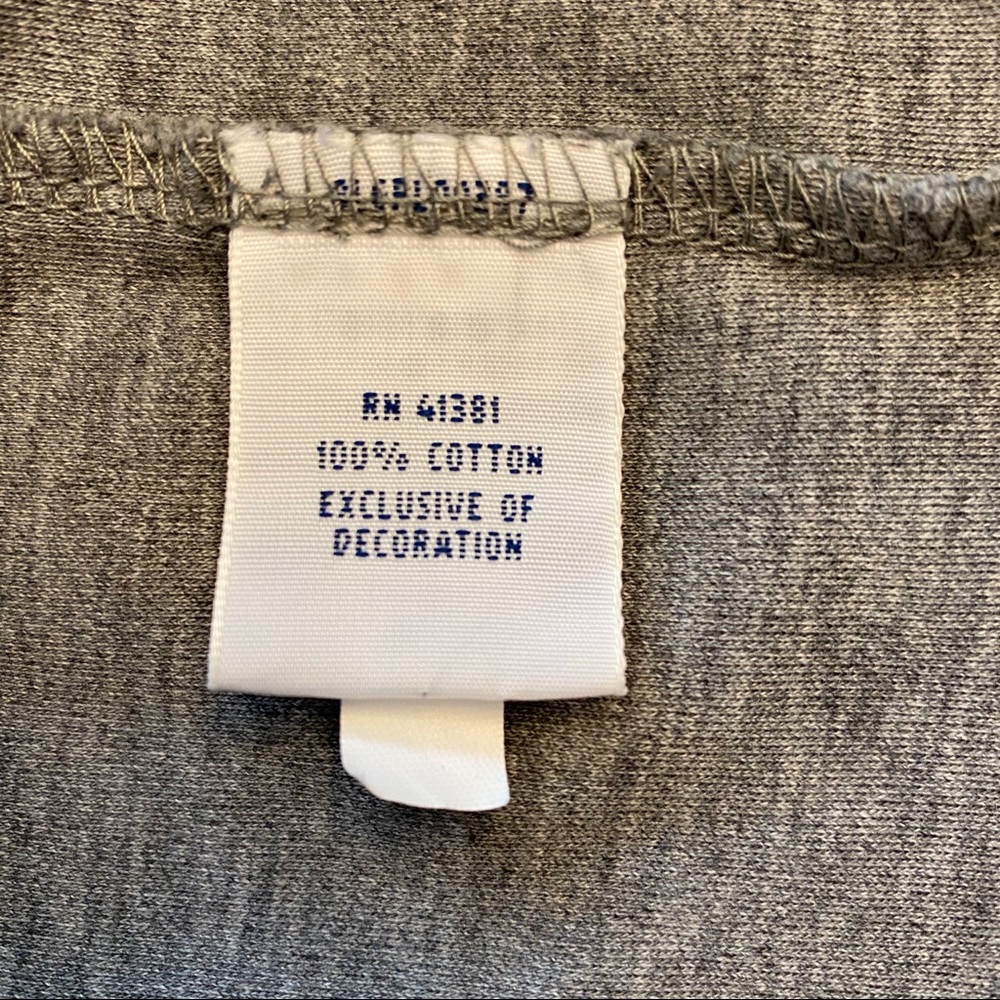 RN 41381
100% COTTON
EXCLUSIVE OF
DECORATION